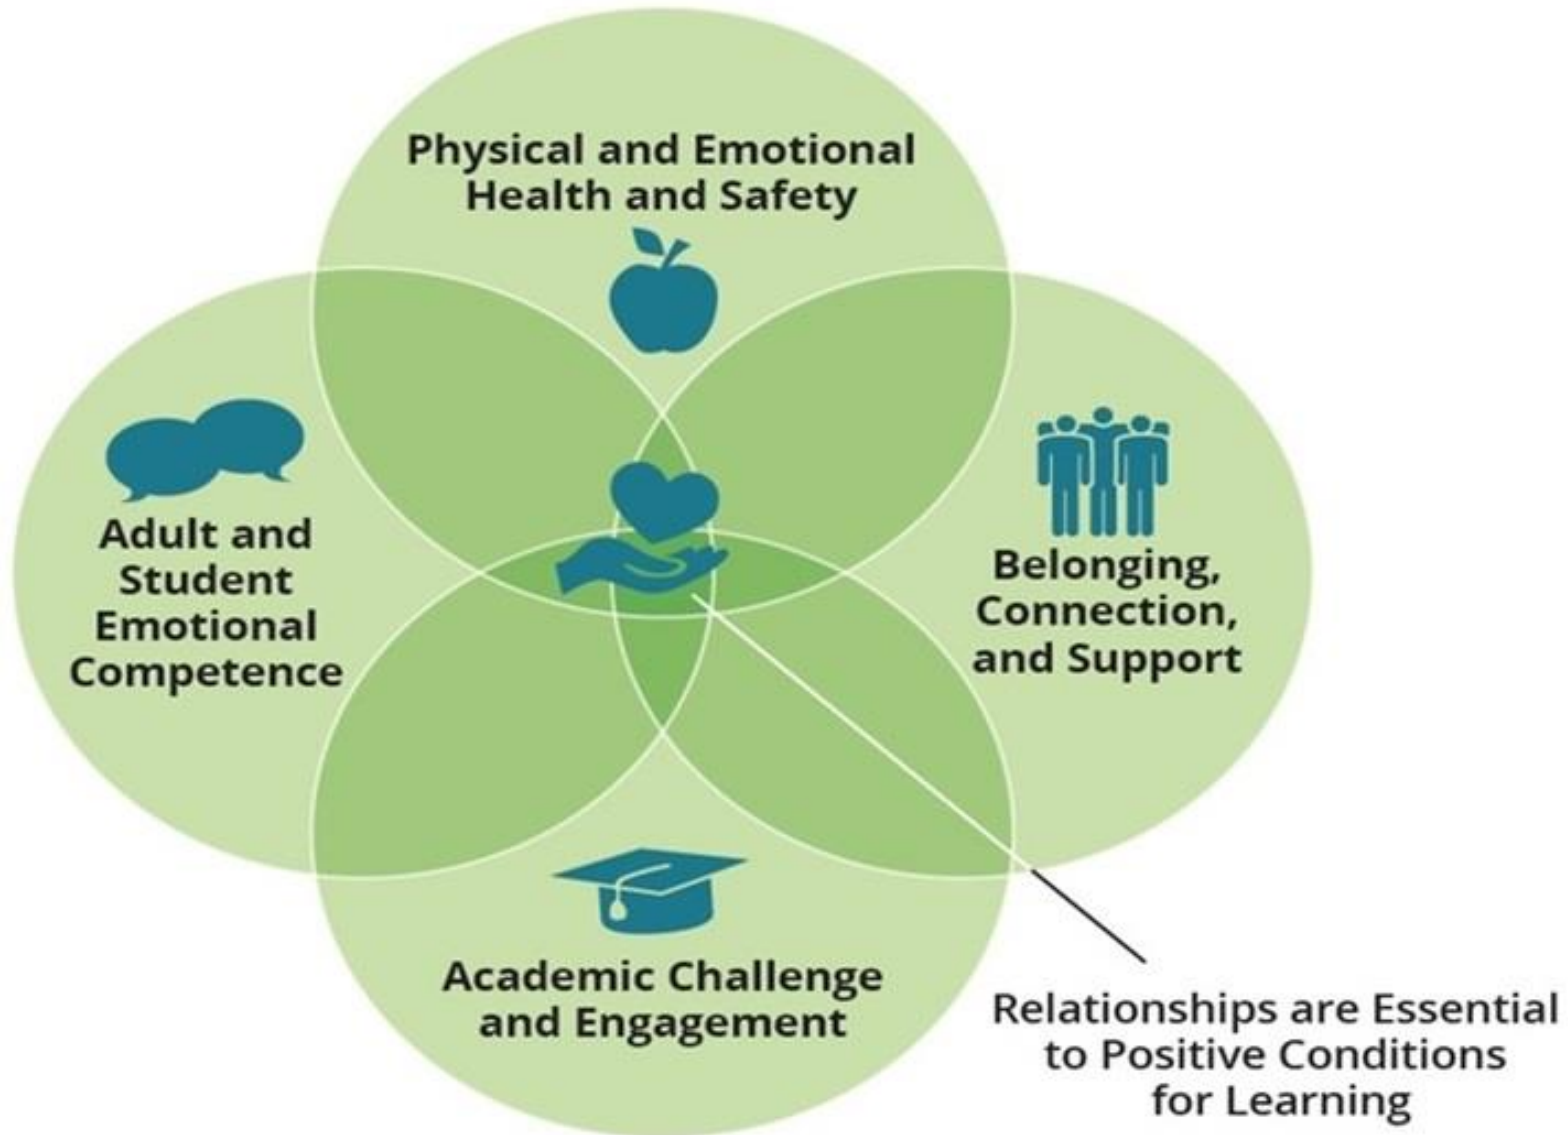 Physical and Emotional
Health and Safety
Adult and
Student
Emotional
Competence
Belonging,
Connection,
and Support
Academic Challenge
and Engagement
Relationships are Essential
to Positive Conditions
for Learning